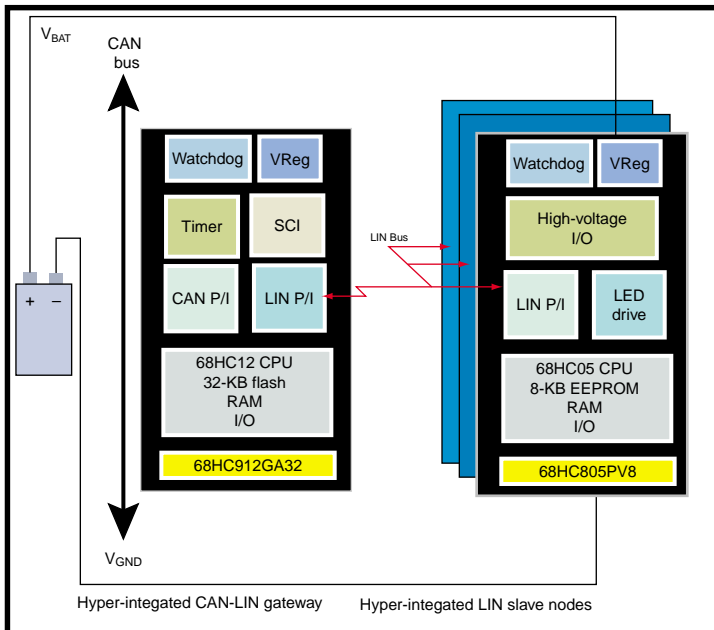 VBAT
CAN
bus
Watchdog
VReg
Timer
SCI
CAN P/I
LIN P/I
68HC12 CPU
32-KB flash
RAM
I/O
68HC912GA32
LIN Bus
Watchdog
VReg
High-voltage
I/O
LIN P/I
LED
drive
68HC05 CPU
8-KB EEPROM
RAM
I/O
68HC805PV8
+ –
VGND
Hyper-integated CAN-LIN gateway
Hyper-integated LIN slave nodes